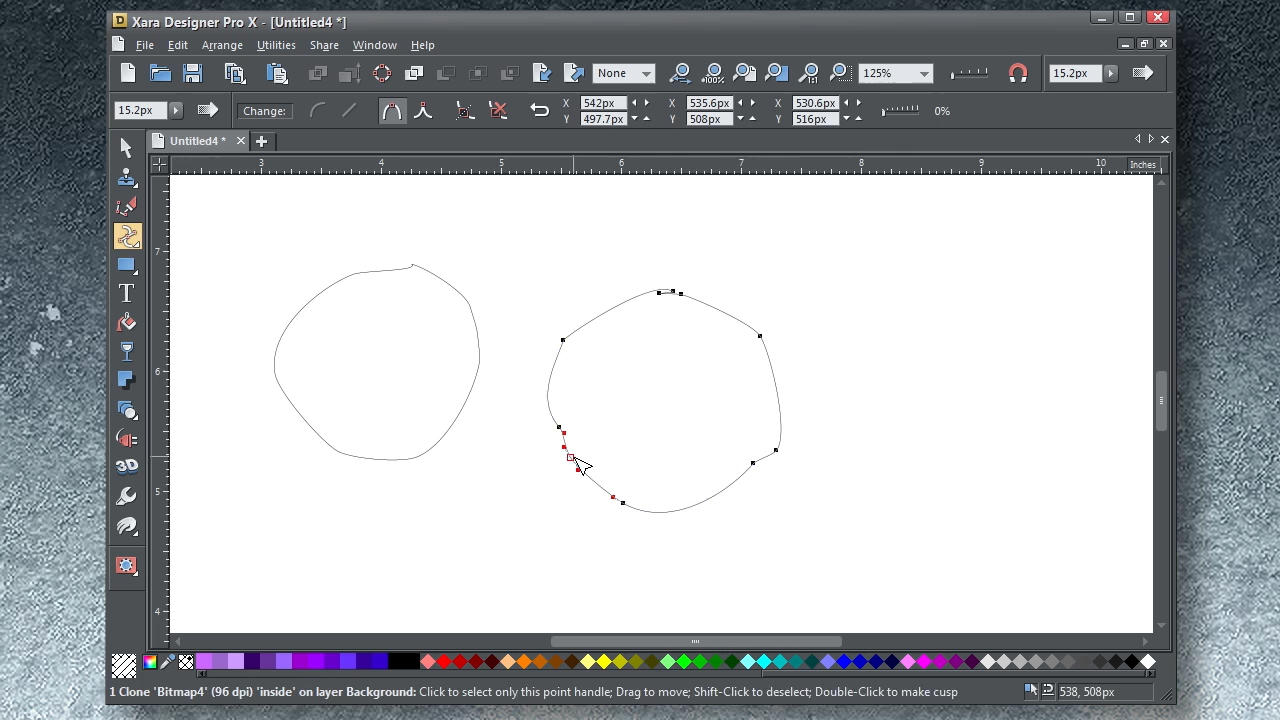 Xara Designer Pro X - [Untitled4 *]
File Edit Arrange Utilities Share Window Help
None 125% 15.2px
15.2px Change: X 542px X 535.6px X 530.6px 0%
Y 497.7px Y 508px Y 516px
Untitled4 *
3 4 5 6 7 8 9 10 Inches
7
6
5
4
T
3D
1 Clone 'Bitmap4' (96 dpi) 'inside' on layer Background: Click to select only this point handle; Drag to move; Shift-Click to deselect; Double-Click to make cusp 538, 508px